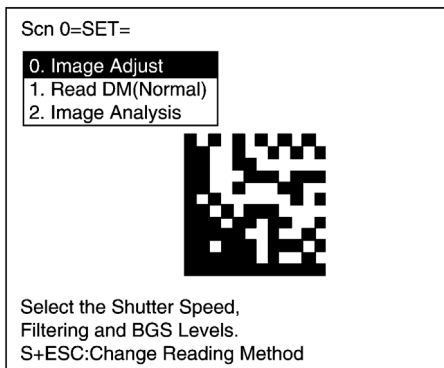 Scn 0=SET=
0. Image Adjust
1. Read DM(Normal)
2. Image Analysis
Select the Shutter Speed,
Filtering and BGS Levels.
S+ESC:Change Reading Method